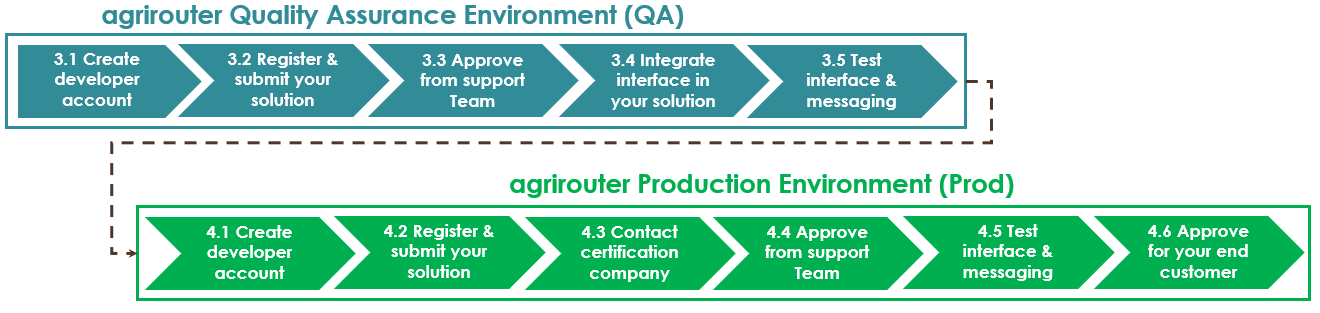 agrirouter Quality Assurance Environment (QA)
3.1 Create
developer
account
3.2 Register &
submit your
solution
3.3 Approve
from support
Team
3.4 Integrate
interface in
your solution
3.5 Test
interface &
messaging
agrirouter Production Environment (Prod)
4.1 Create
developer
account
4.2 Register &
submit your
solution
4.3 Contact
certification
company
4.4 Approve
from support
Team
4.5 Test
interface &
messaging
4.6 Approve
for your end
customer